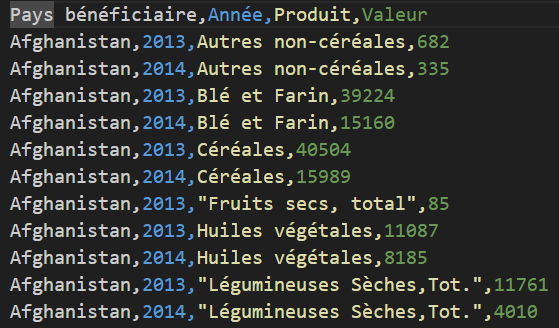 Pays bénéficiaire,Année,Produit,Valeur
Afghanistan,2013,Autres non-céréales,682
Afghanistan,2014,Autres non-céréales,335
Afghanistan,2013,Blé et Farin,39224
Afghanistan,2014,Blé et Farin,15160
Afghanistan,2013,Céréales,40504
Afghanistan,2014,Céréales,15989
Afghanistan,2013,"Fruits secs, total",85
Afghanistan,2013,Huiles végétales,11087
Afghanistan,2014,Huiles végétales,8185
Afghanistan,2013,"Légumineuses Sèches,Tot.",11761
Afghanistan,2014,"Légumineuses Sèches,Tot.",4010